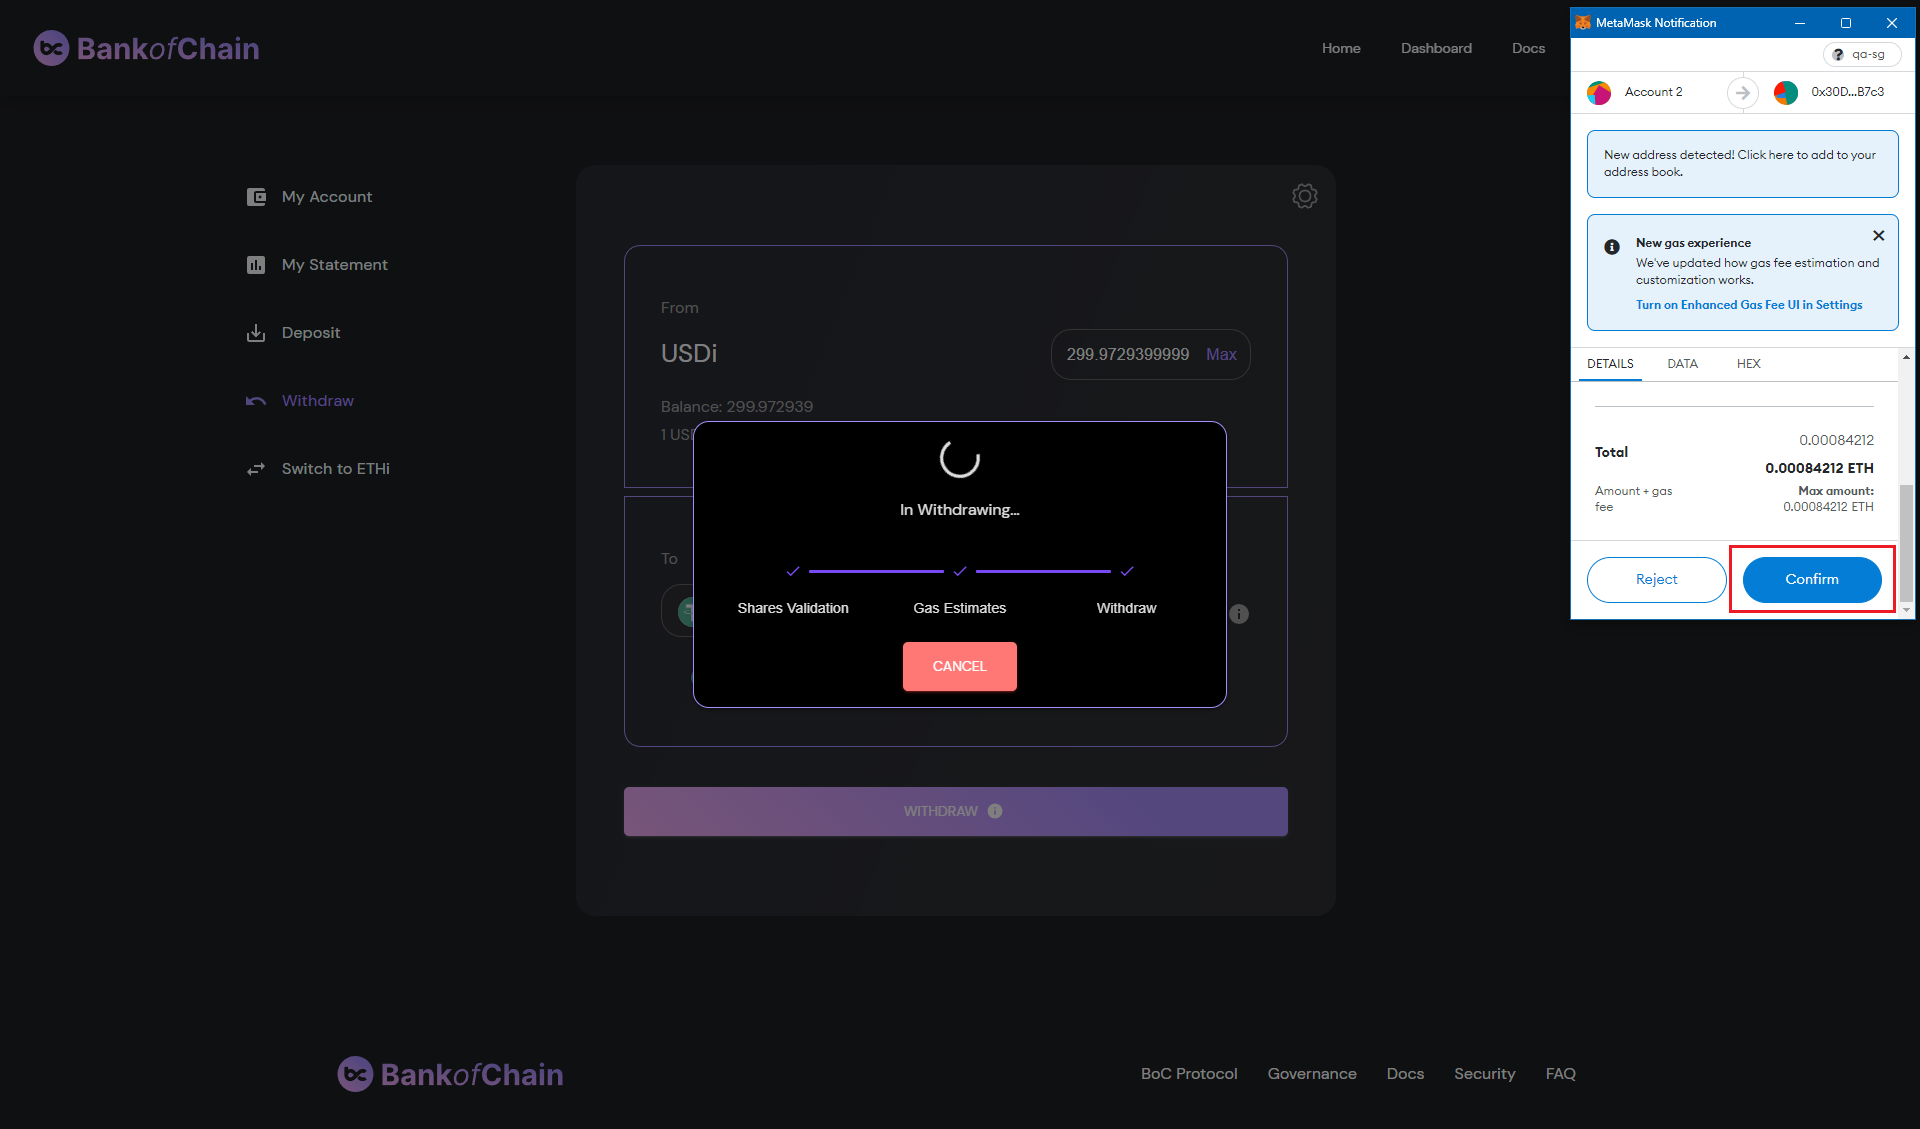 BankofChain
Home Dashboard Docs
My Account
My Statement
Deposit
Withdraw
Switch to ETHi
From
USDi
299.9729399999 Max
Balance: 299.972939
1
In Withdrawing...
Shares Validation Gas Estimates Withdraw
CANCEL
To
WITHDRAW
MetaMask Notification
qa-sg
Account 2 0x30D...B7c3
New address detected! Click here to add to your
address book.
New gas experience
We've updated how gas fee estimation and
customization works.
Turn on Enhanced Gas Fee UI in Settings
DETAILS DATA HEX
0.00084212
Total
0.00084212 ETH
Amount + gas
fee
Max amount:
0.00084212 ETH
Reject Confirm
BankofChain
BoC Protocol Governance Docs Security FAQ